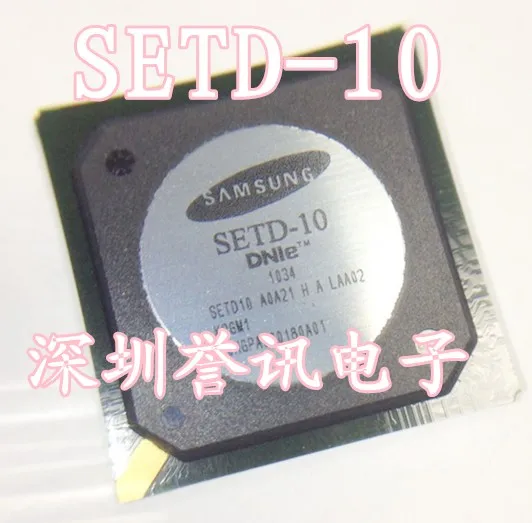 SETD-10
SAMSUNG
SETD-10
DNIe™
1034
SETD10 A0A21 H A LAA02
深圳誉讯电子